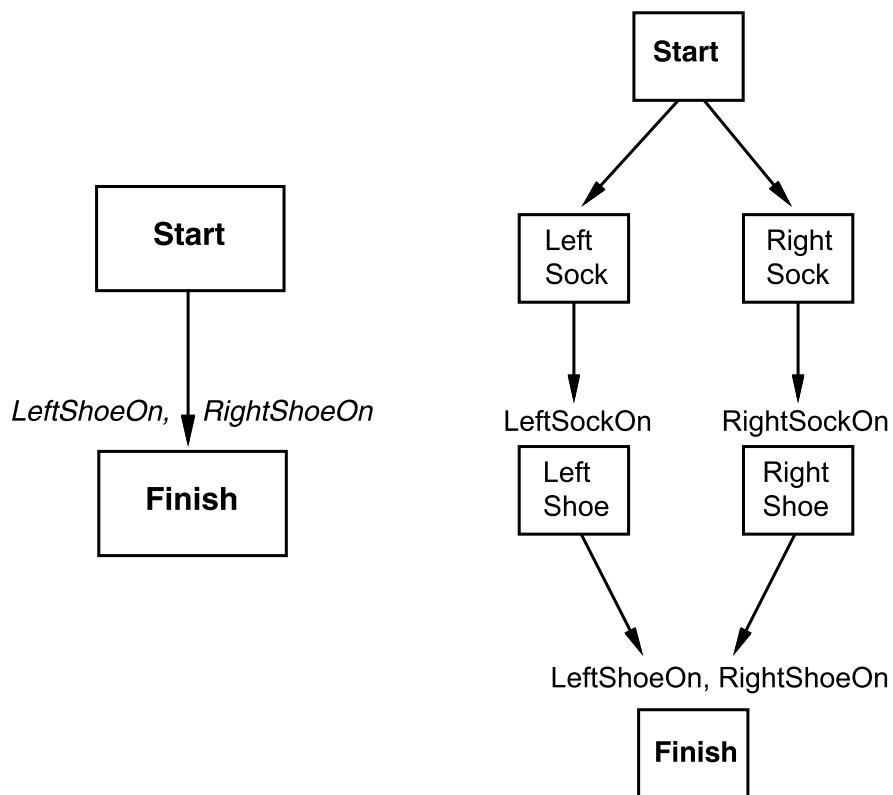 Start
LeftShoeOn, RightShoeOn
Finish
Start
Left
Sock
Right
Sock
LeftSockOn
RightSockOn
Left
Shoe
Right
Shoe
LeftShoeOn, RightShoeOn
Finish